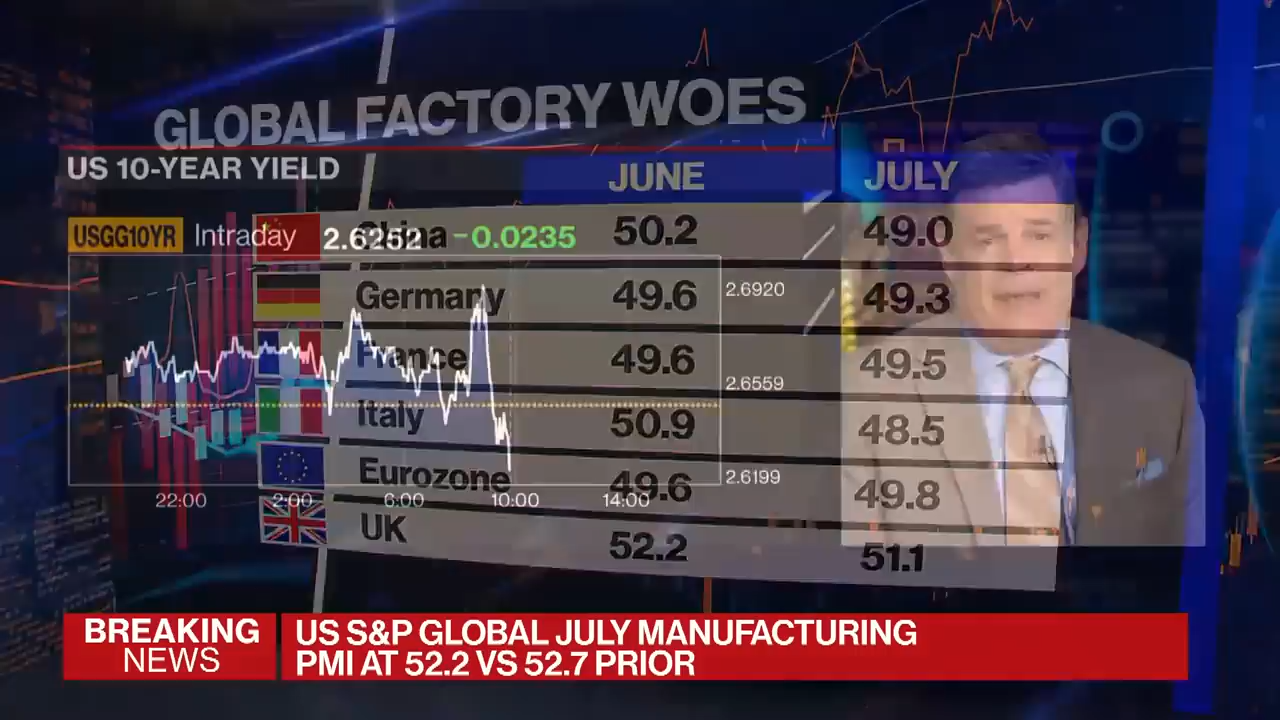 GLOBAL FACTORY WOES
US 10-YEAR YIELD
JUNE JULY
USGG10YR Intraday 2.6252 -0.0235
China 50.2 49.0
Germany 49.6 49.3
2.6920
France 49.6 49.5
2.6559
Italy 50.9 48.5
Eurozone 49.6 49.8
2.6199
22:00 2:00 6:00 10:00 14:00
UK 52.2 51.1
BREAKING NEWS
US S&P GLOBAL JULY MANUFACTURING
PMI AT 52.2 VS 52.7 PRIOR